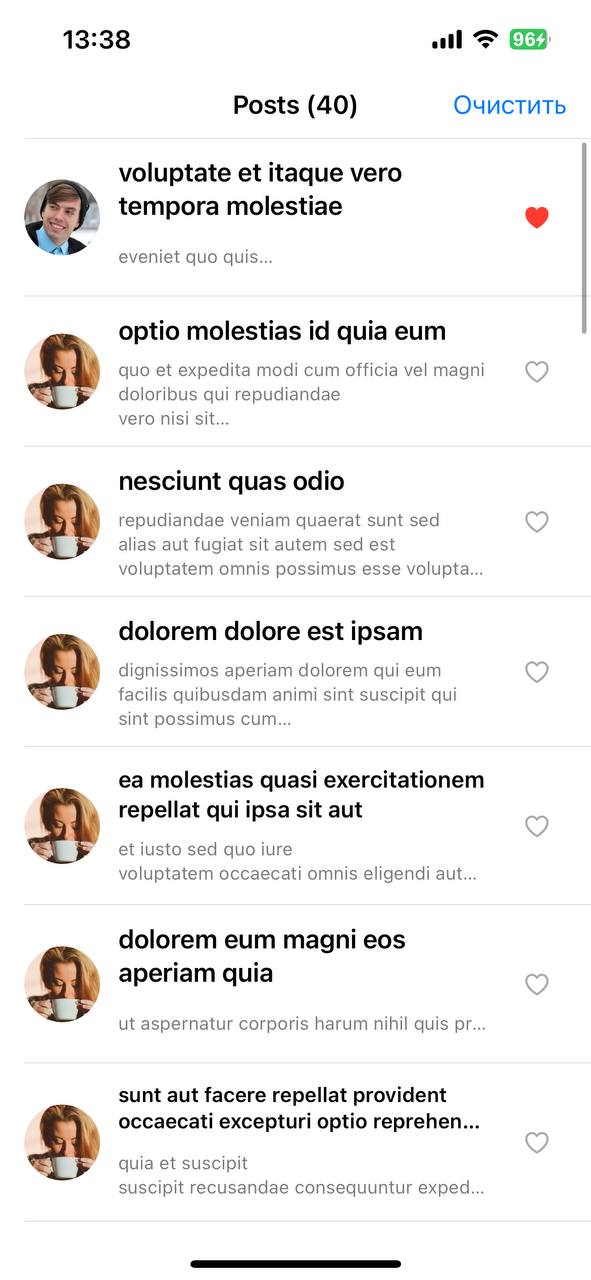 13:38
96
Posts (40)
Очистить
voluptate et itaque vero
tempora molestiae
eveniet quo quis...
optio molestias id quia eum
quo et expedita modi cum officia vel magni
doloribus qui repudiandae
vero nisi sit...
nesciunt quas odio
repudiandae veniam quaerat sunt sed
alias aut fugiat sit autem sed est
voluptatem omnis possimus esse volupta...
dolorem dolore est ipsam
dignissimos aperiam dolorem qui eum
facilis quibusdam animi sint suscipit qui
sint possimus cum...
ea molestias quasi exercitationem
repellat qui ipsa sit aut
et iusto sed quo iure
voluptatem occaecati omnis eligendi aut...
dolorem eum magni eos
aperiam quia
ut aspernatur corporis harum nihil quis pr...
sunt aut facere repellat provident
occaecati excepturi optio reprehen...
quia et suscipit
suscipit recusandae consequuntur exped...